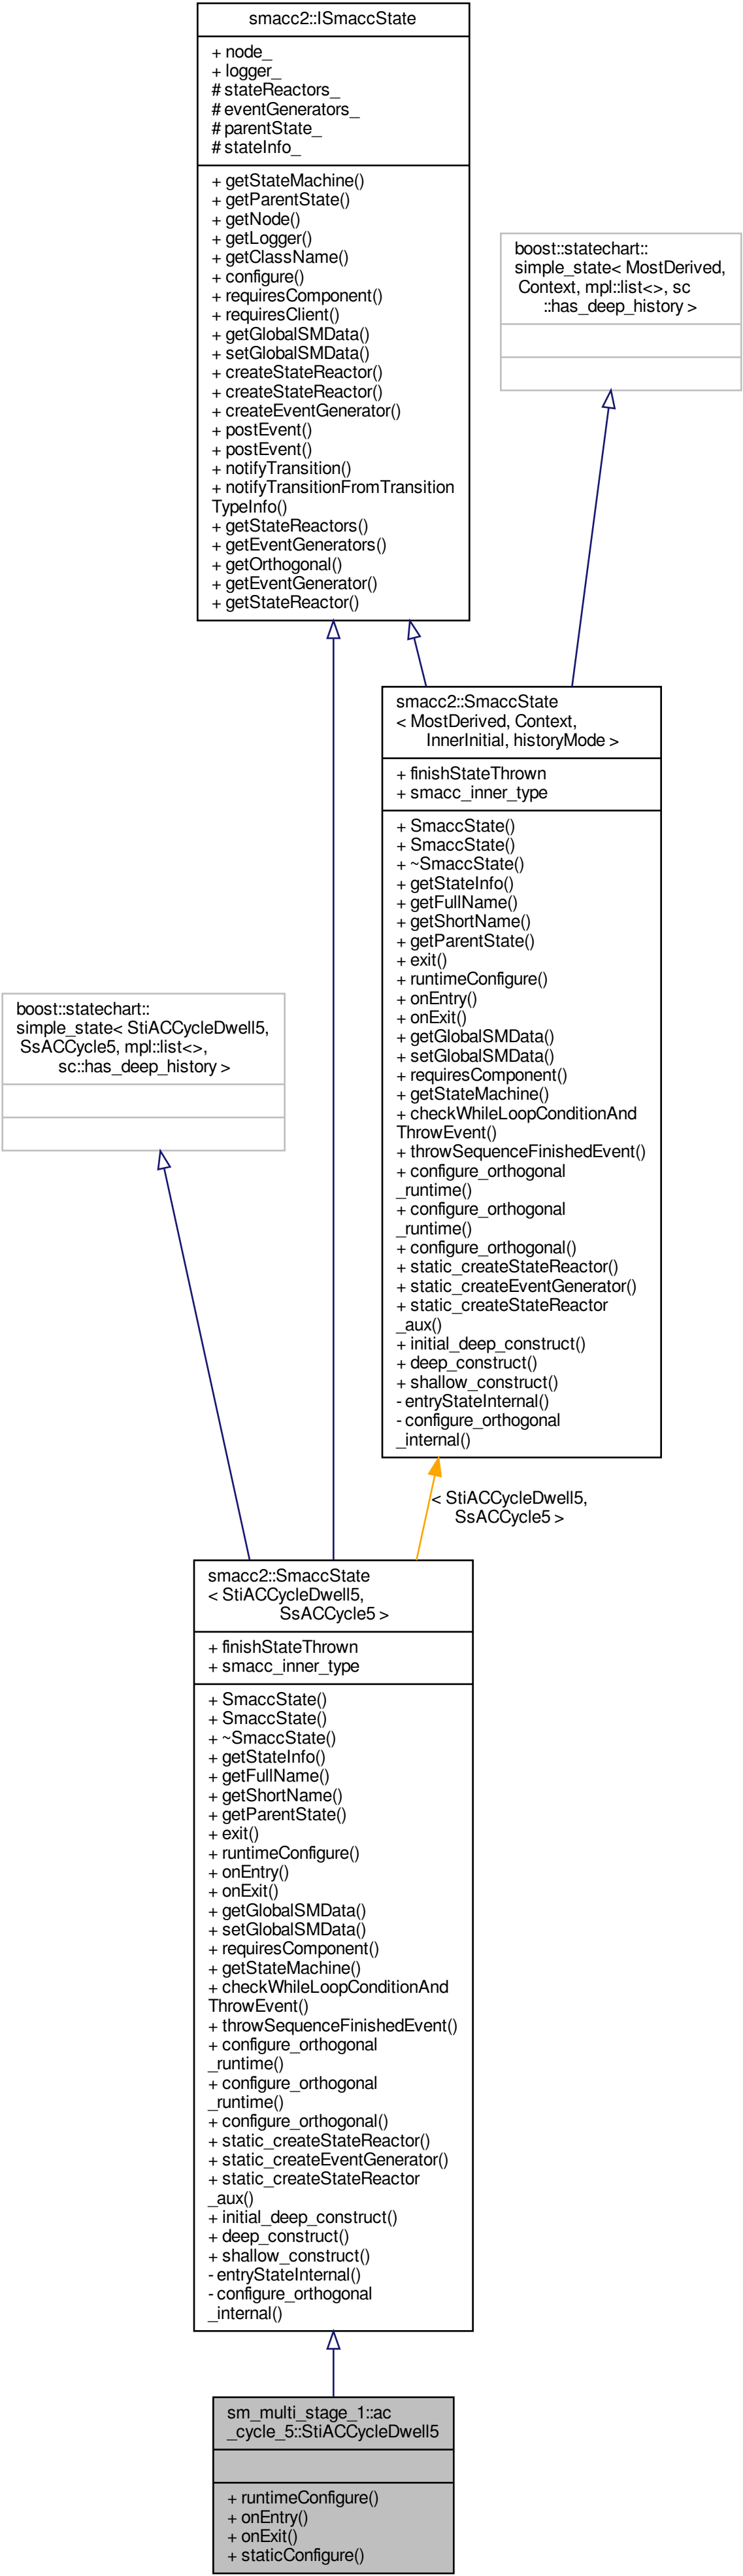 smacc2::ISmaccState
+ node_
+ logger_
# stateReactors_
# eventGenerators_
# parentState_
# stateInfo_
+ getStateMachine()
+ getParentState()
+ getNode()
+ getLogger()
+ getClassName()
+ configure()
+ requiresComponent()
+ requiresClient()
+ getGlobalSMData()
+ setGlobalSMData()
+ createStateReactor()
+ createStateReactor()
+ createEventGenerator()
+ postEvent()
+ postEvent()
+ notifyTransition()
+ notifyTransitionFromTransition
TypeInfo()
+ getStateReactors()
+ getEventGenerators()
+ getOrthogonal()
+ getEventGenerator()
+ getStateReactor()
boost::statechart::
simple_state< MostDerived,
Context, mpl::list<>, sc
::has_deep_history >
smacc2::SmaccState
< MostDerived, Context,
InnerInitial, historyMode >
+ finishStateThrown
+ smacc_inner_type
+ SmaccState()
+ SmaccState()
+ ~SmaccState()
+ getStateInfo()
+ getFullName()
+ getShortName()
+ getParentState()
+ exit()
+ runtimeConfigure()
+ onEntry()
+ onExit()
+ getGlobalSMData()
+ setGlobalSMData()
+ requiresComponent()
+ getStateMachine()
+ checkWhileLoopConditionAnd
ThrowEvent()
+ throwSequenceFinishedEvent()
+ configure_orthogonal
_runtime()
+ configure_orthogonal
_runtime()
+ configure_orthogonal()
+ static_createStateReactor()
+ static_createEventGenerator()
+ static_createStateReactor
_aux()
+ initial_deep_construct()
+ deep_construct()
+ shallow_construct()
- entryStateInternal()
- configure_orthogonal
_internal()
boost::statechart::
simple_state< StiACCycleDwell5,
SsACCycle5, mpl::list<>,
sc::has_deep_history >
< StiACCycleDwell5,
SsACCycle5 >
smacc2::SmaccState
< StiACCycleDwell5,
SsACCycle5 >
+ finishStateThrown
+ smacc_inner_type
+ SmaccState()
+ SmaccState()
+ ~SmaccState()
+ getStateInfo()
+ getFullName()
+ getShortName()
+ getParentState()
+ exit()
+ runtimeConfigure()
+ onEntry()
+ onExit()
+ getGlobalSMData()
+ setGlobalSMData()
+ requiresComponent()
+ getStateMachine()
+ checkWhileLoopConditionAnd
ThrowEvent()
+ throwSequenceFinishedEvent()
+ configure_orthogonal
_runtime()
+ configure_orthogonal
_runtime()
+ configure_orthogonal()
+ static_createStateReactor()
+ static_createEventGenerator()
+ static_createStateReactor
_aux()
+ initial_deep_construct()
+ deep_construct()
+ shallow_construct()
- entryStateInternal()
- configure_orthogonal
_internal()
sm_multi_stage_1::ac
_cycle_5::StiACCycleDwell5
+ runtimeConfigure()
+ onEntry()
+ onExit()
+ staticConfigure()